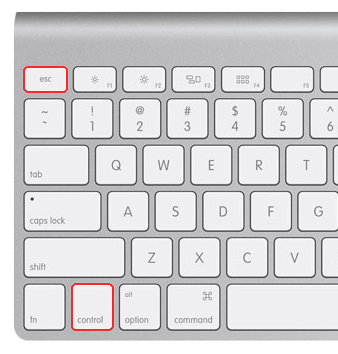 esc F1 F2 F3 F4 F5
~ ! @ # $ % ^
` 1 2 3 4 5 6
tab Q W E R T
caps lock A S D F G
shift Z X C V
alt ⌘
fn control option command